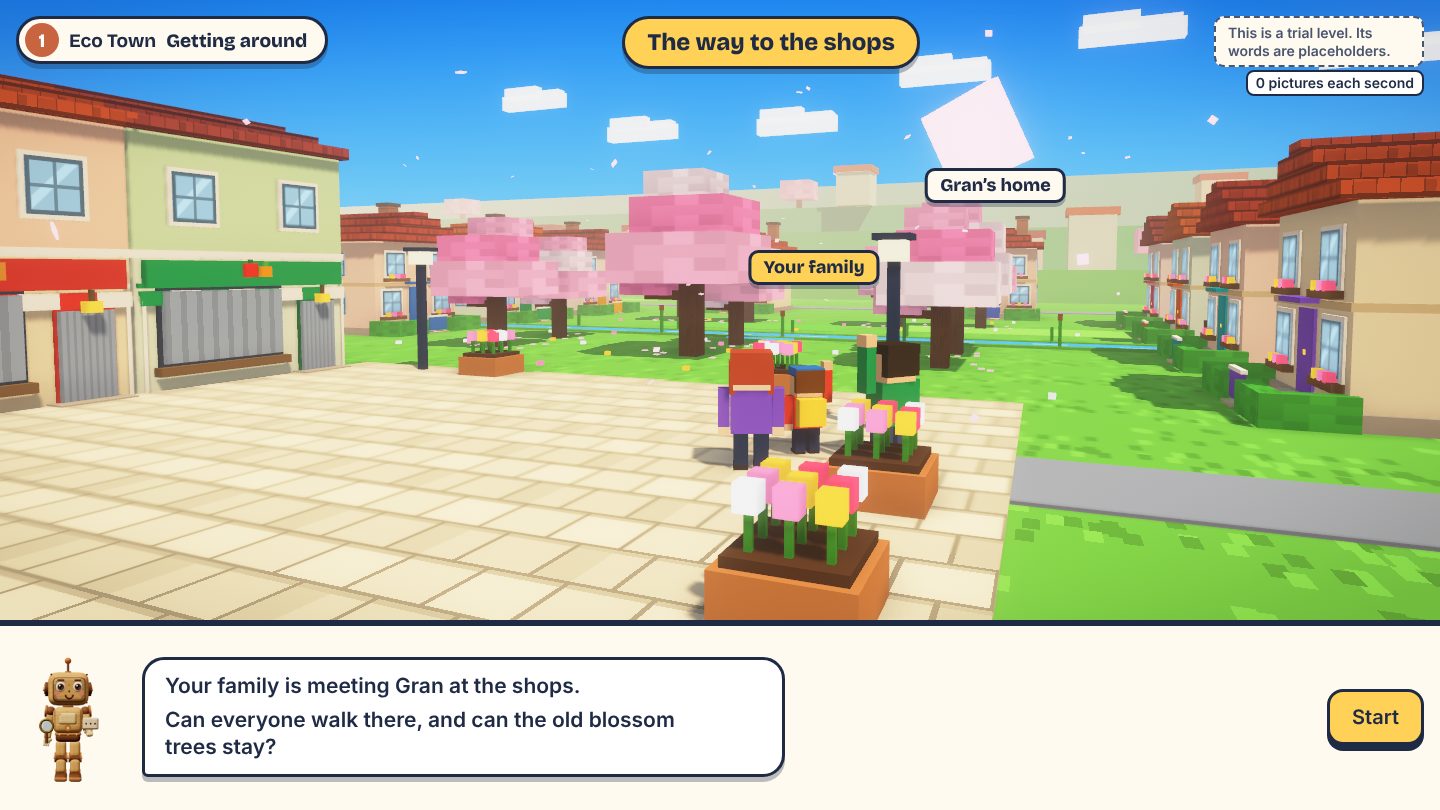 1 Eco Town Getting around
The way to the shops
This is a trial level. Its
words are placeholders.
0 pictures each second
Gran's home
Your family
Your family is meeting Gran at the shops.
Can everyone walk there, and can the old blossom
trees stay?
Start